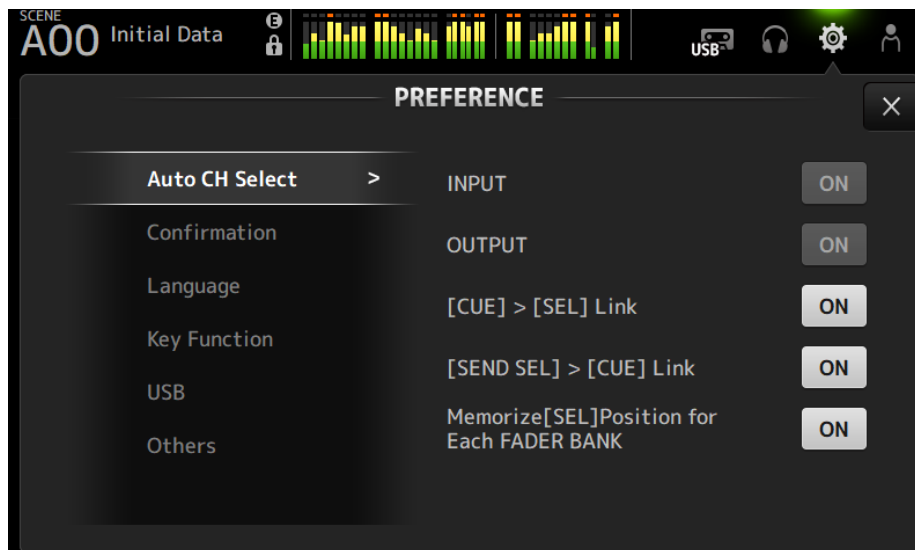 SCENE
A00 Initial Data
E
USB
PREFERENCE
Auto CH Select >
Confirmation
Language
Key Function
USB
Others
INPUT ON
OUTPUT ON
[CUE] > [SEL] Link ON
[SEND SEL] > [CUE] Link ON
Memorize[SEL]Position for
Each FADER BANK ON